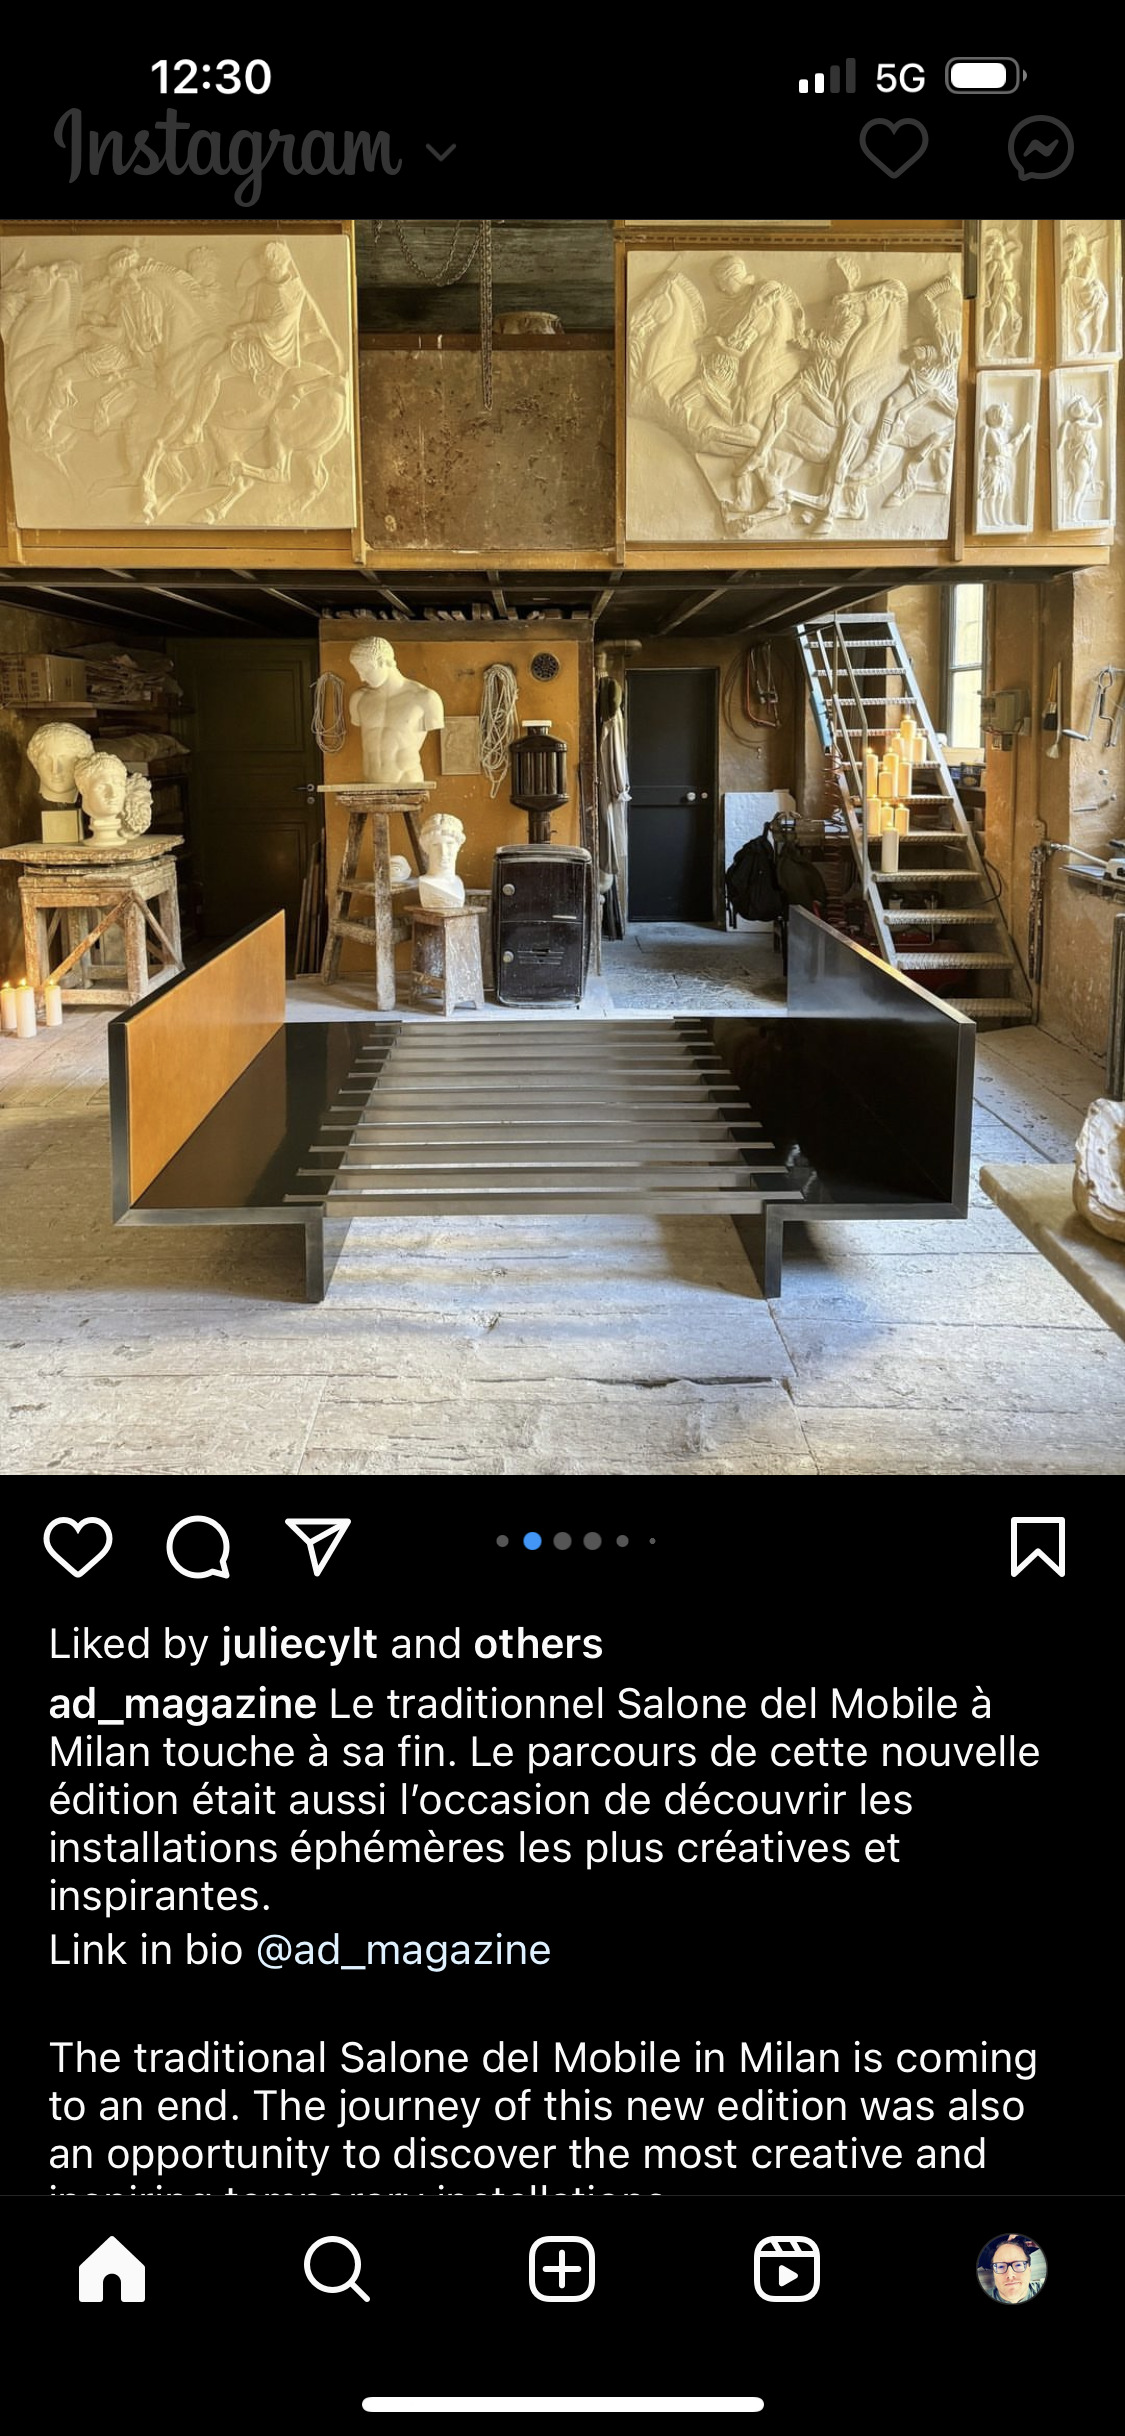 12:30
5G
Instagram
Liked by juliecylt and others
ad_magazine Le traditionnel Salone del Mobile à
Milan touche à sa fin. Le parcours de cette nouvelle
édition était aussi l’occasion de découvrir les
installations éphémères les plus créatives et
inspirantes.
Link in bio @ad_magazine
The traditional Salone del Mobile in Milan is coming
to an end. The journey of this new edition was also
an opportunity to discover the most creative and
inspiring temporary installations